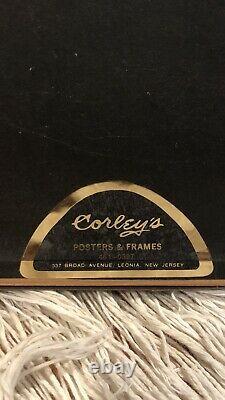 Corley's
POSTERS & FRAMES
337 BROAD AVENUE, LEONIA, NEW JERSEY